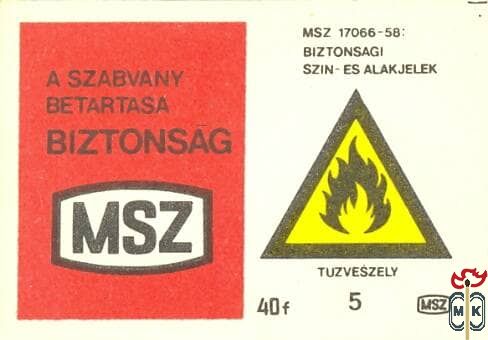 A SZABVANY
BETARTASA
BIZTONSÁG
MSZ
MSZ 17066-58:
BIZTONSAGI
SZIN- ES ALAKJELEK
TUZVESZELY
40f
5
MSZ
MK